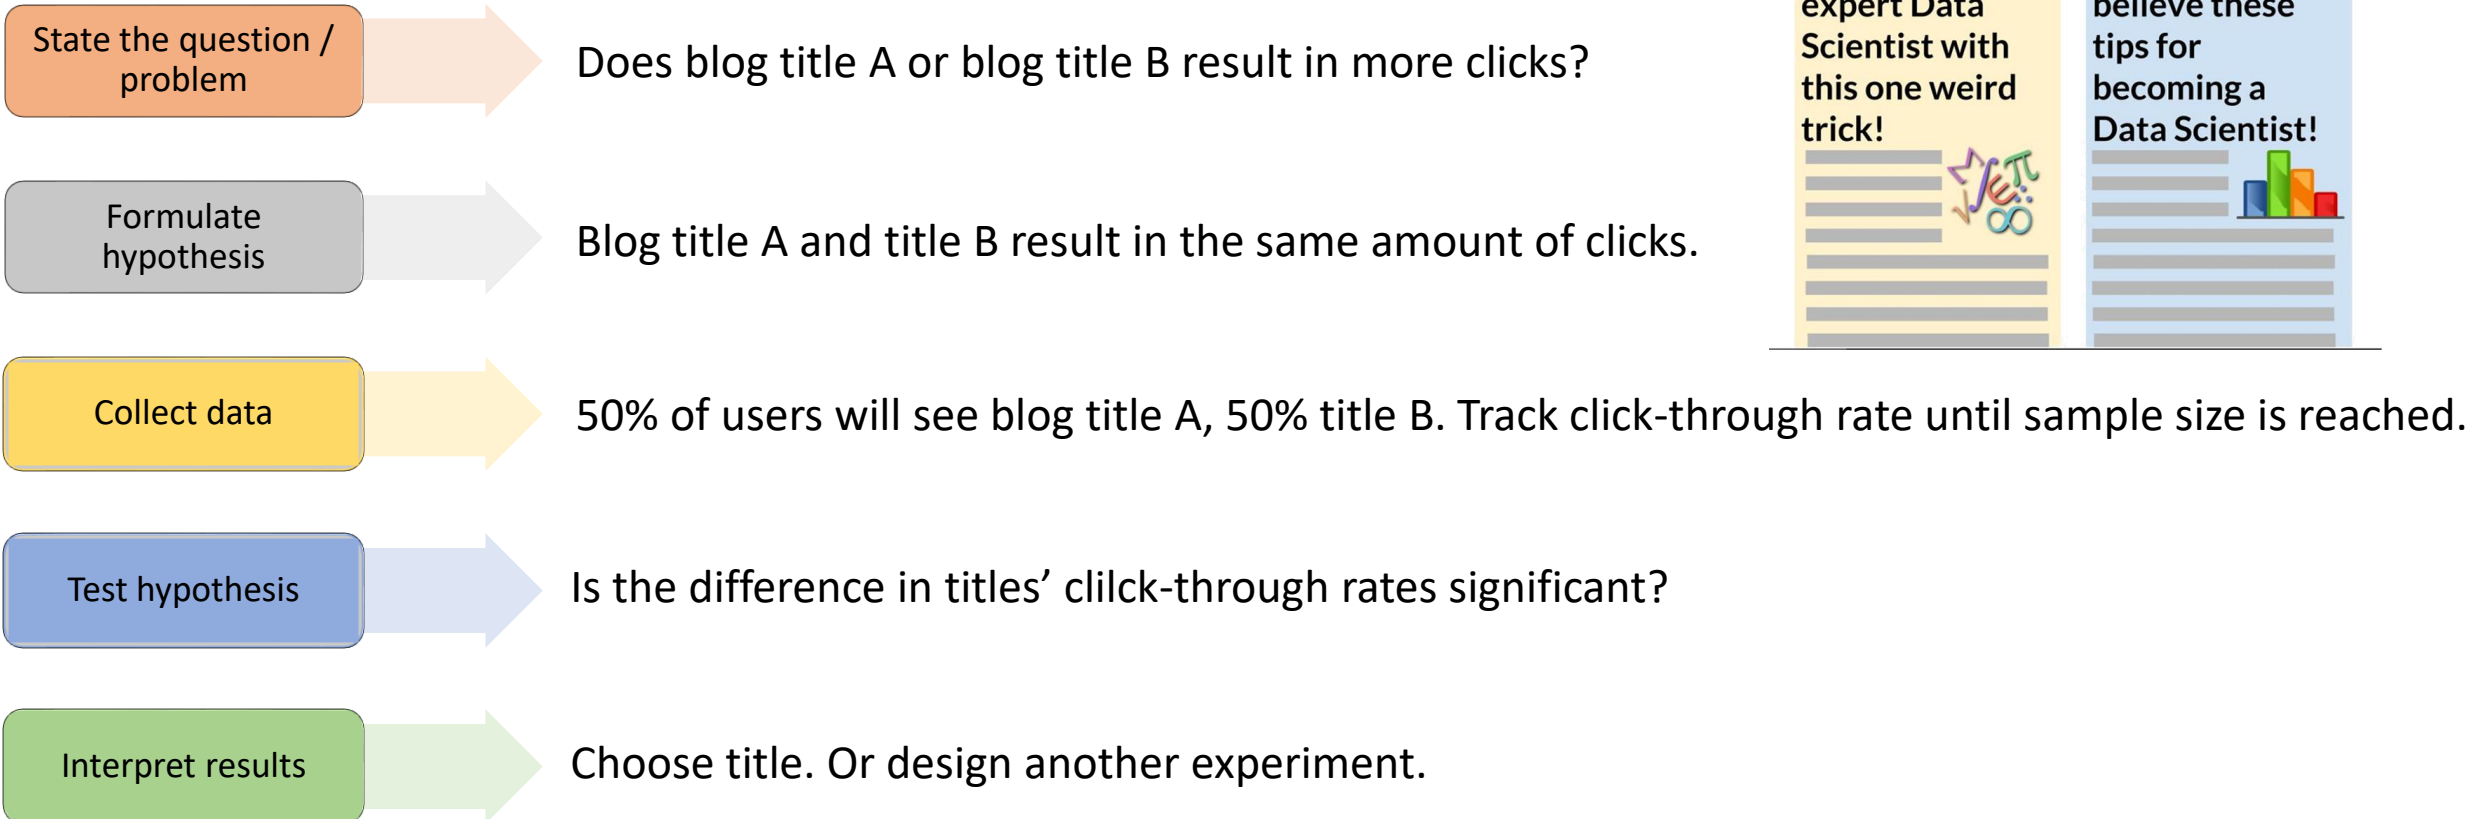 State the question /
problem
Does blog title A or blog title B result in more clicks?
expert Data
Scientist with
this one weird
trick!
believe these
tips for
becoming a
Data Scientist!
Formulate
hypothesis
Blog title A and title B result in the same amount of clicks.
Collect data
50% of users will see blog title A, 50% title B. Track click-through rate until sample size is reached.
Test hypothesis
Is the difference in titles’ clilck-through rates significant?
Interpret results
Choose title. Or design another experiment.